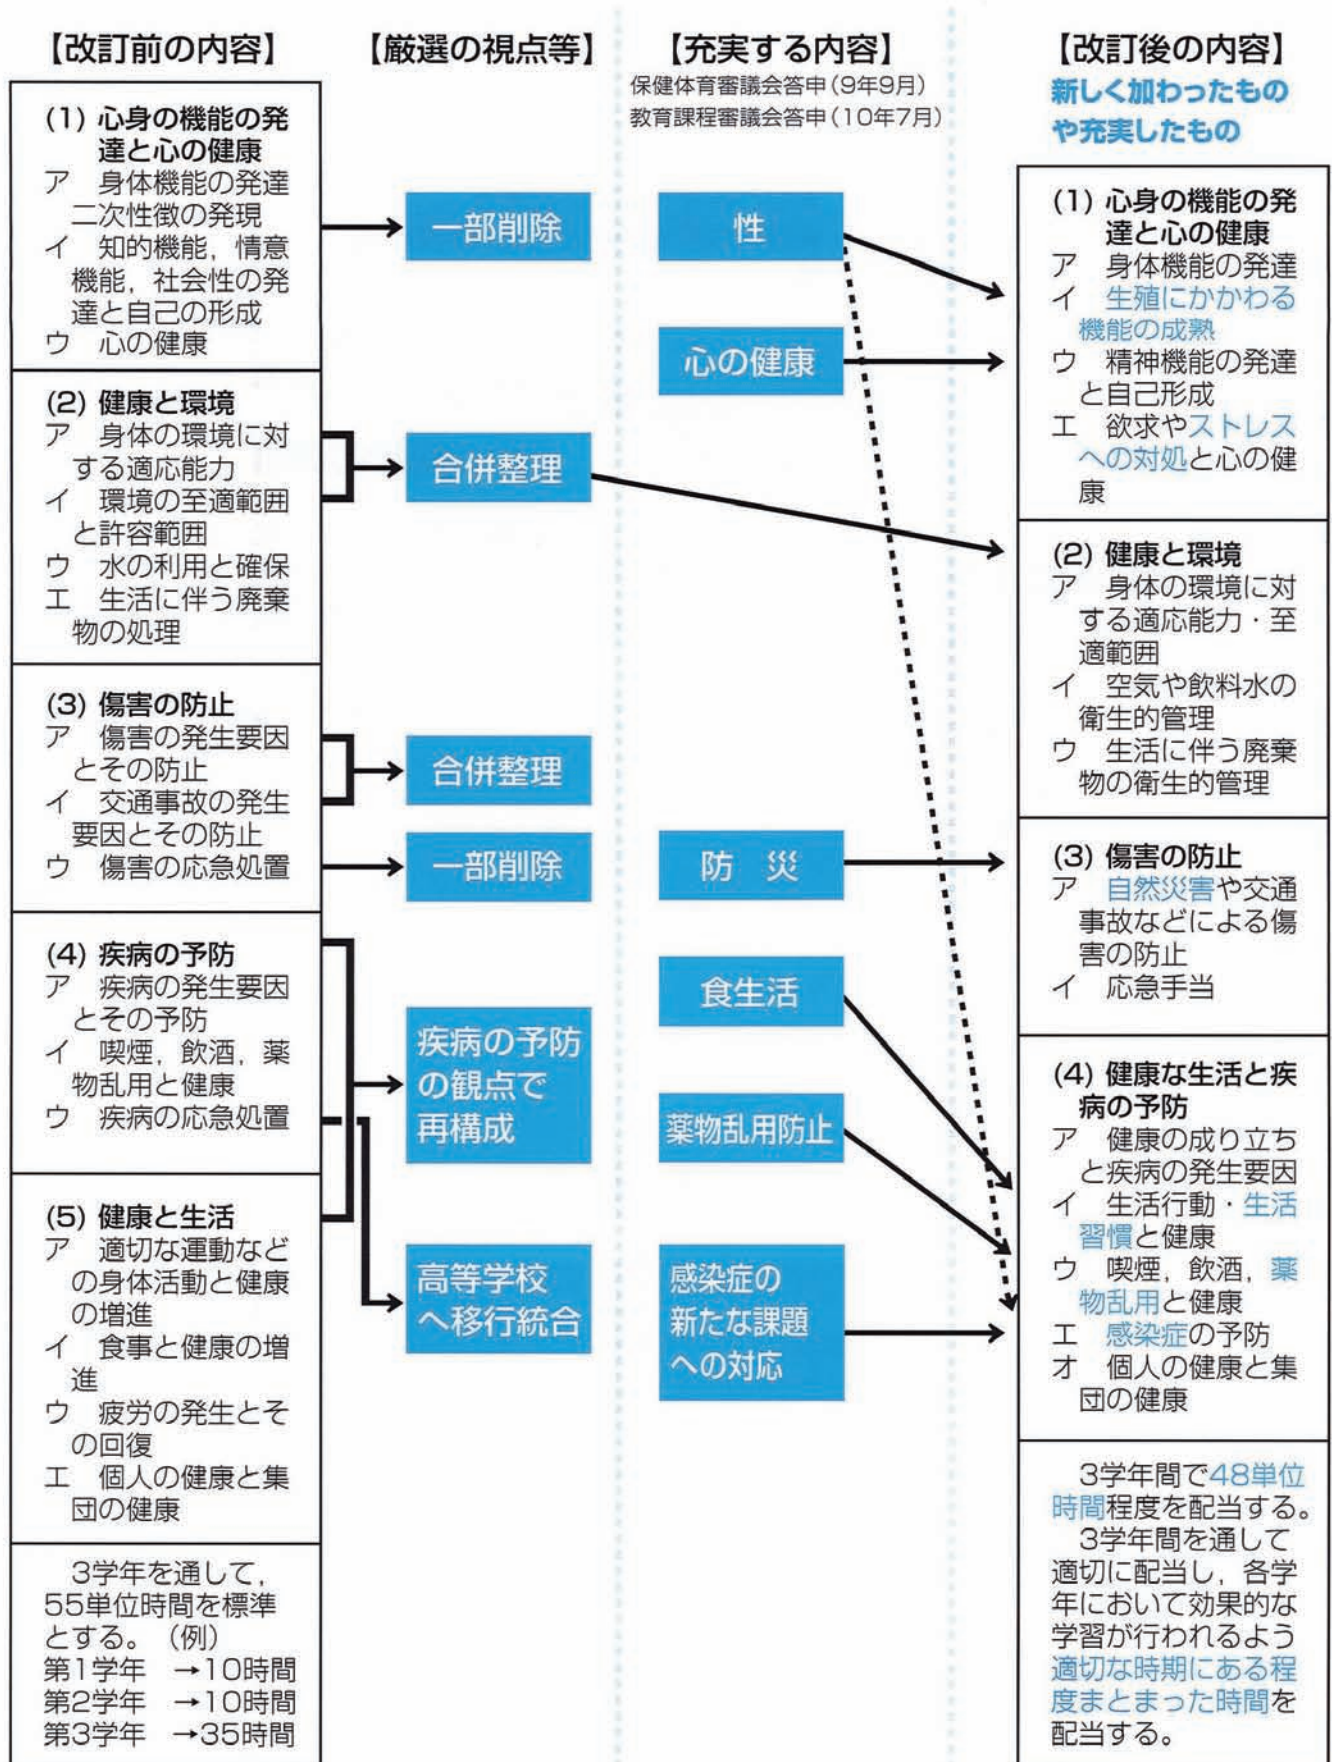 【改訂前の内容】
(1) 心身の機能の発
達と心の健康
ア 身体機能の発達
二次性徴の発現
イ 知的機能，情意
機能，社会性の発
達と自己の形成
ウ 心の健康
(2) 健康と環境
ア 身体の環境に対
する適応能力
イ 環境の至適範囲
と許容範囲
ウ 水の利用と確保
エ 生活に伴う廃棄
物の処理
(3) 傷害の防止
ア 傷害の発生要因
とその防止
イ 交通事故の発生
要因とその防止
ウ 傷害の応急処置
(4) 疾病の予防
ア 疾病の発生要因
とその予防
イ 喫煙，飲酒，薬
物乱用と健康
ウ 疾病の応急処置
(5) 健康と生活
ア 適切な運動など
の身体活動と健康
の増進
イ 食事と健康の増
進
ウ 疲労の発生とそ
の回復
エ 個人の健康と集
団の健康
3学年を通して，
55単位時間を標準
とする。（例）
第1学年 →10時間
第2学年 →10時間
第3学年 →35時間
【厳選の視点等】
一部削除
合併整理
合併整理
一部削除
疾病の予防
の観点で
再構成
高等学校
へ移行統合
【充実する内容】
保健体育審議会答申（9年9月）
教育課程審議会答申（10年7月）
性
心の健康
防 災
食生活
薬物乱用防止
感染症の
新たな課題
への対応
【改訂後の内容】
新しく加わったもの
や充実したもの
(1) 心身の機能の発
達と心の健康
ア 身体機能の発達
イ 生殖にかかわる
機能の成熟
ウ 精神機能の発達
と自己形成
エ 欲求やストレス
への対処と心の健
康
(2) 健康と環境
ア 身体の環境に対
する適応能力・至
適範囲
イ 空気や飲料水の
衛生的管理
ウ 生活に伴う廃棄
物の衛生的管理
(3) 傷害の防止
ア 自然災害や交通
事故などによる傷
害の防止
イ 応急手当
(4) 健康な生活と疾
病の予防
ア 健康の成り立ち
と疾病の発生要因
イ 生活行動・生活
習慣と健康
ウ 喫煙，飲酒，薬
物乱用と健康
エ 感染症の予防
オ 個人の健康と集
団の健康
3学年間で48単位
時間程度を配当する。
3学年間を通して
適切に配当し，各学
年において効果的な
学習が行われるよう
適切な時期にある程
度まとまった時間を
配当する。